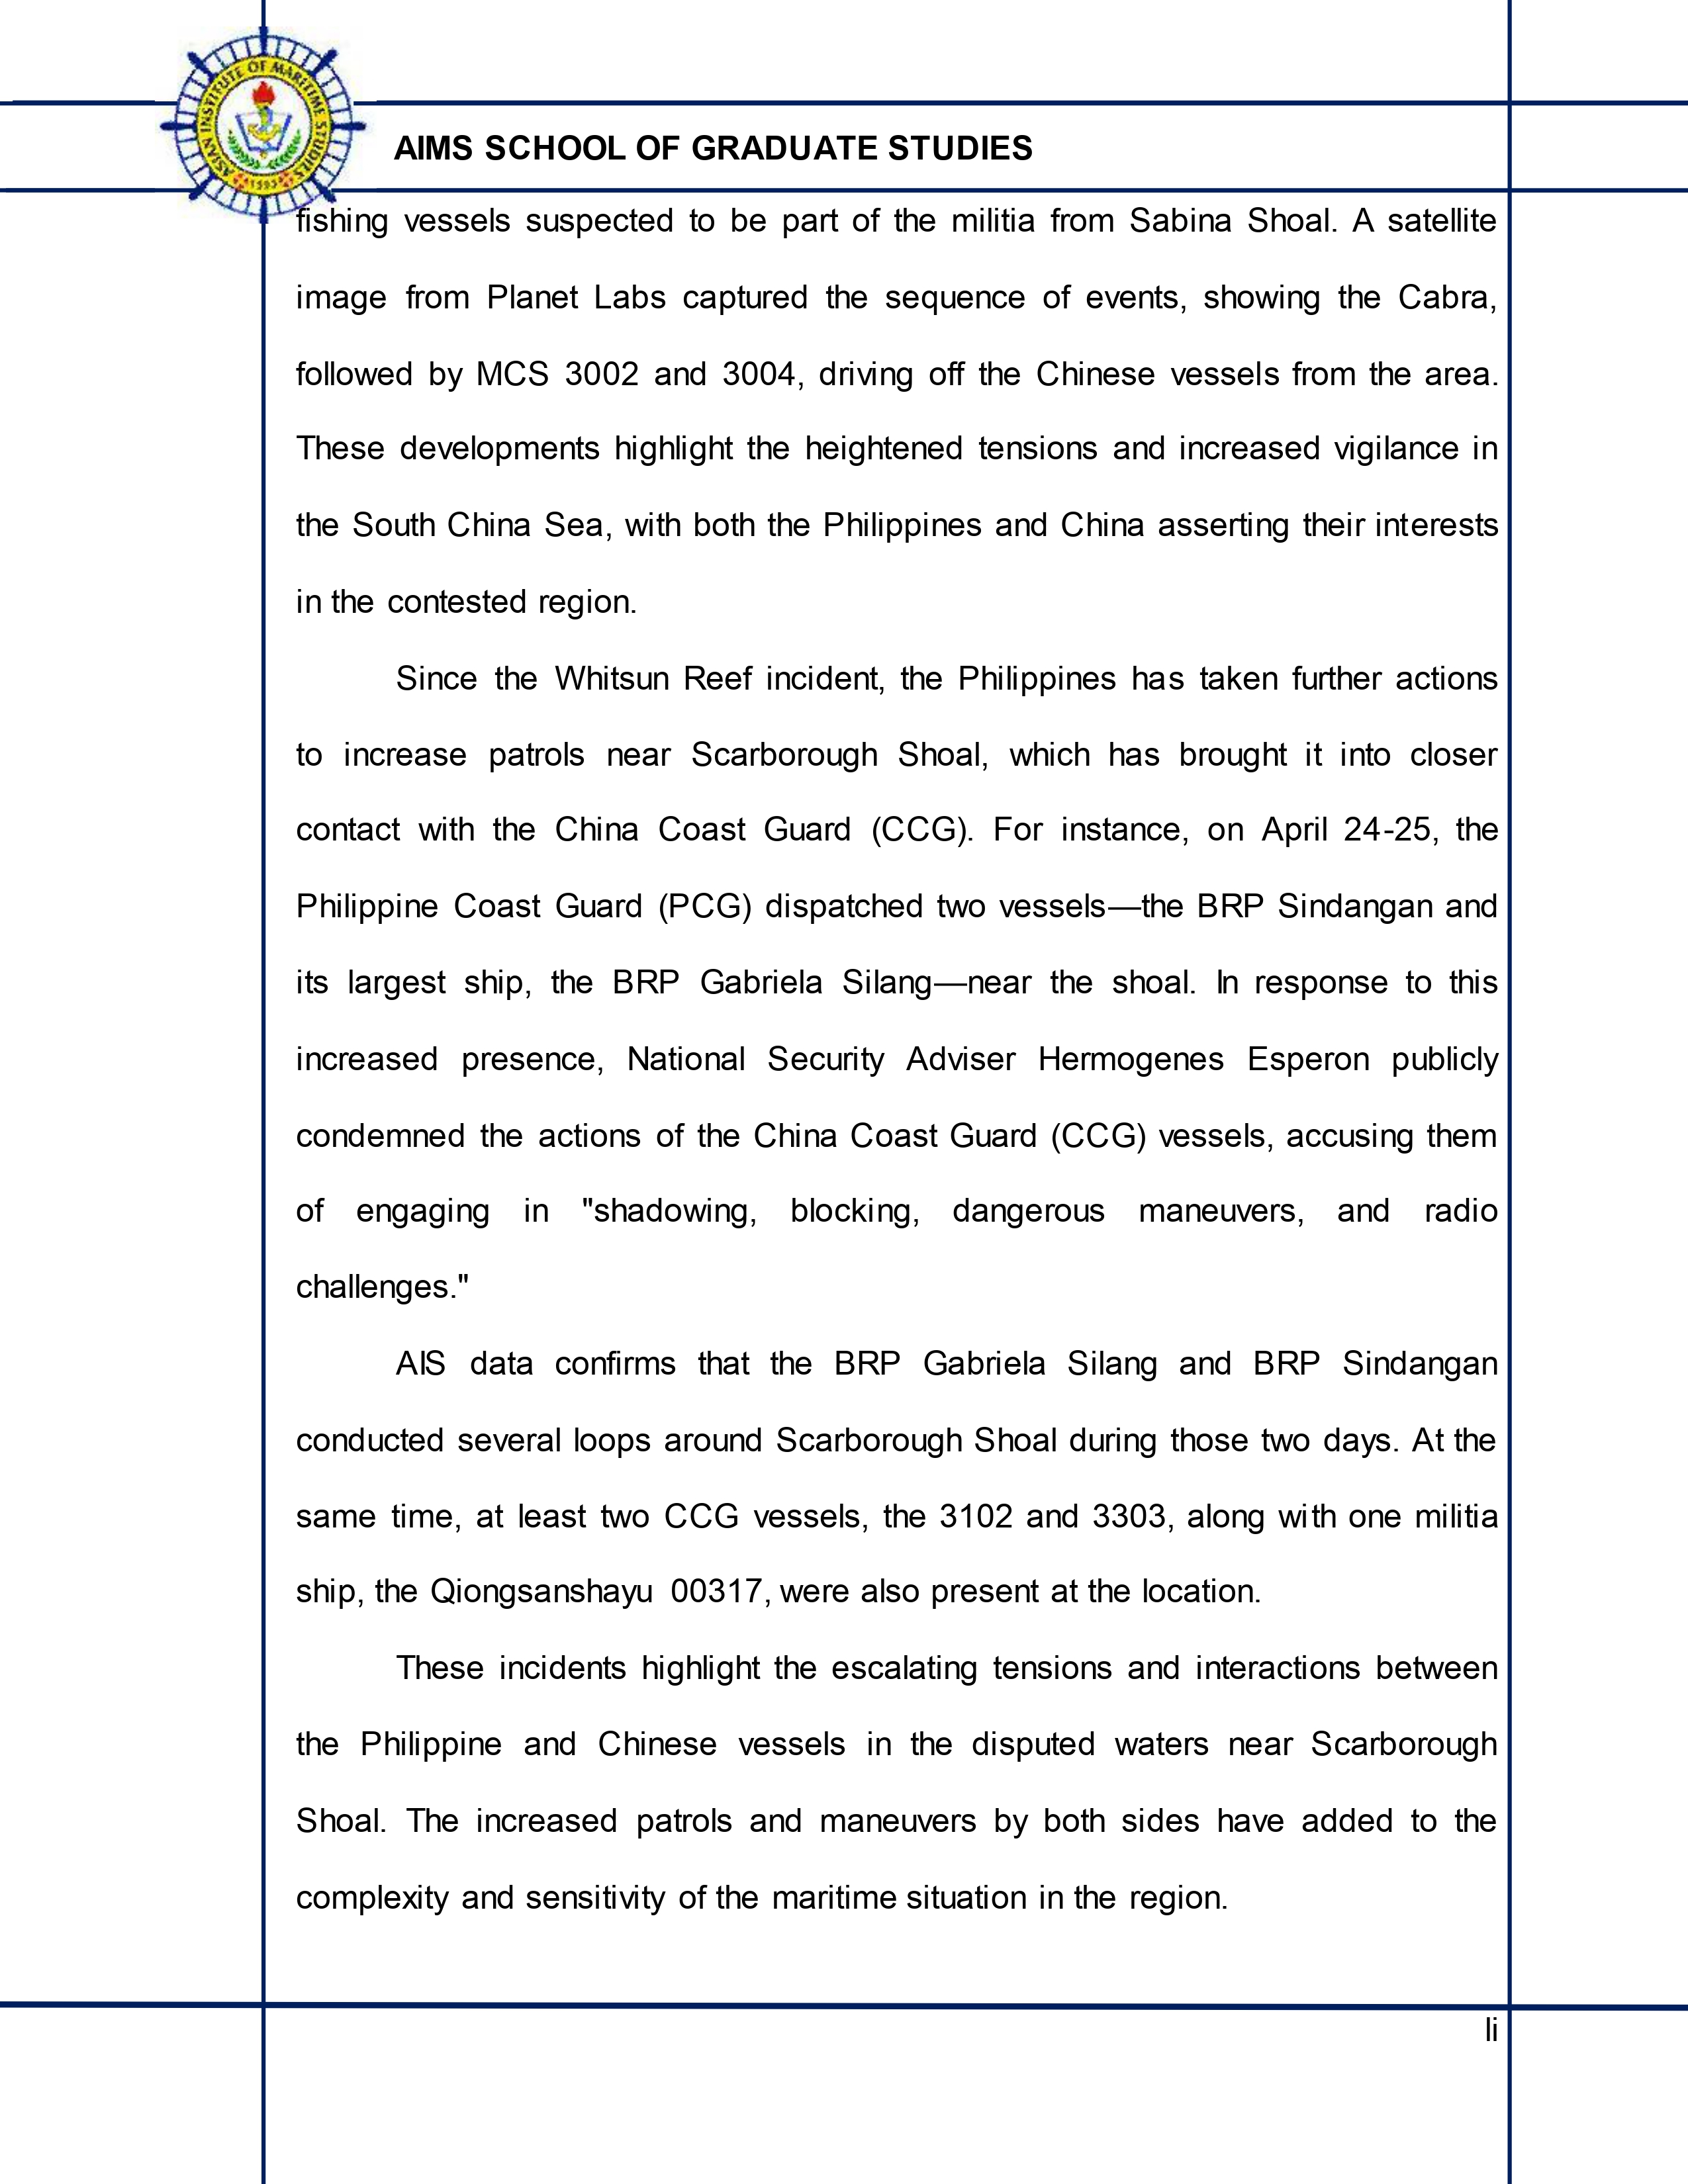 ASIAN INSTITUTE OF MARITIME STUDIES
1993
AIMS SCHOOL OF GRADUATE STUDIES
fishing vessels suspected to be part of the militia from Sabina Shoal. A satellite
image from Planet Labs captured the sequence of events, showing the Cabra,
followed by MCS 3002 and 3004, driving off the Chinese vessels from the area.
These developments highlight the heightened tensions and increased vigilance in
the South China Sea, with both the Philippines and China asserting their interests
in the contested region.
Since the Whitsun Reef incident, the Philippines has taken further actions
to increase patrols near Scarborough Shoal, which has brought it into closer
contact with the China Coast Guard (CCG). For instance, on April 24-25, the
Philippine Coast Guard (PCG) dispatched two vessels—the BRP Sindangan and
its largest ship, the BRP Gabriela Silang—near the shoal. In response to this
increased presence, National Security Adviser Hermogenes Esperon publicly
condemned the actions of the China Coast Guard (CCG) vessels, accusing them
of engaging in "shadowing, blocking, dangerous maneuvers, and radio
challenges."
AIS data confirms that the BRP Gabriela Silang and BRP Sindangan
conducted several loops around Scarborough Shoal during those two days. At the
same time, at least two CCG vessels, the 3102 and 3303, along with one militia
ship, the Qiongsanshayu 00317, were also present at the location.
These incidents highlight the escalating tensions and interactions between
the Philippine and Chinese vessels in the disputed waters near Scarborough
Shoal. The increased patrols and maneuvers by both sides have added to the
complexity and sensitivity of the maritime situation in the region.
li